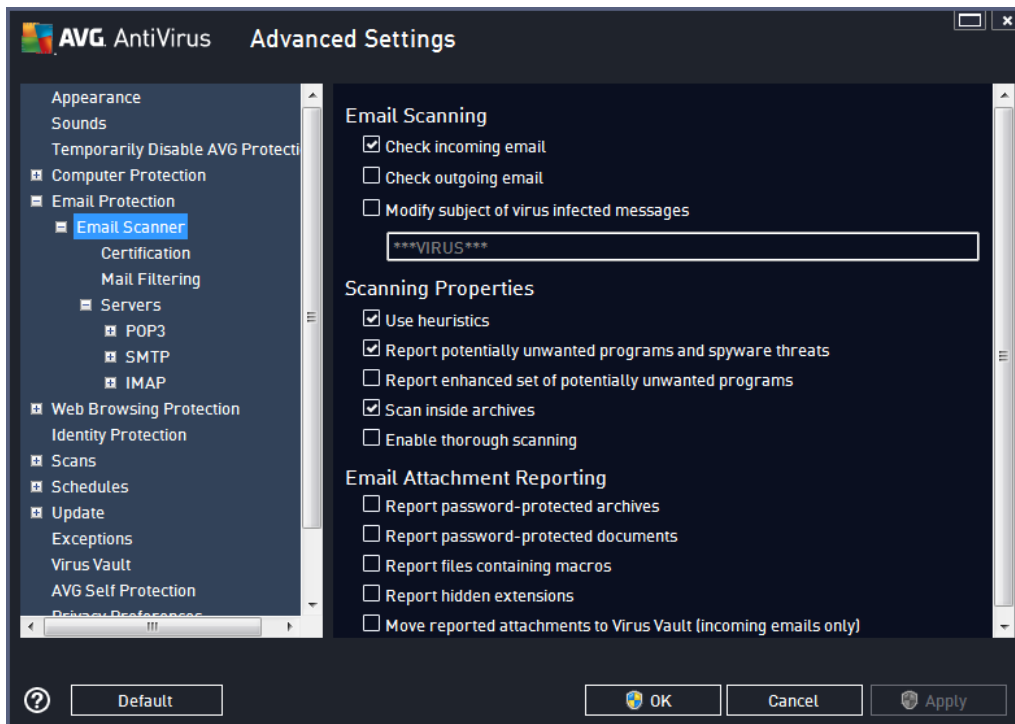 AVG AntiVirus Advanced Settings
Appearance
Sounds
Temporarily Disable AVG Protecti
Computer Protection
Email Protection
Email Scanner
Certification
Mail Filtering
Servers
POP3
SMTP
IMAP
Web Browsing Protection
Identity Protection
Scans
Schedules
Update
Exceptions
Virus Vault
AVG Self Protection
Privacy Preferences
Email Scanning
Check incoming email
Check outgoing email
Modify subject of virus infected messages
***VIRUS***
Scanning Properties
Use heuristics
Report potentially unwanted programs and spyware threats
Report enhanced set of potentially unwanted programs
Scan inside archives
Enable thorough scanning
Email Attachment Reporting
Report password-protected archives
Report password-protected documents
Report files containing macros
Report hidden extensions
Move reported attachments to Virus Vault (incoming emails only)
Default
OK
Cancel
Apply